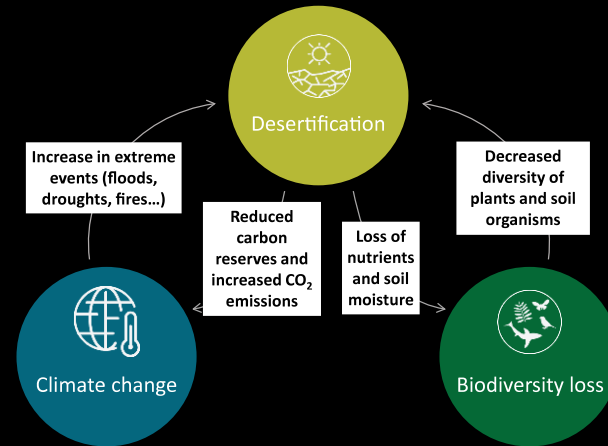 Desertification
Increase in extreme
events (floods,
droughts, fires...)
Decreased
diversity of
plants and soil
organisms
Reduced
carbon
reserves and
increased CO₂
emissions
Loss of
nutrients
and soil
moisture
Climate change
Biodiversity loss